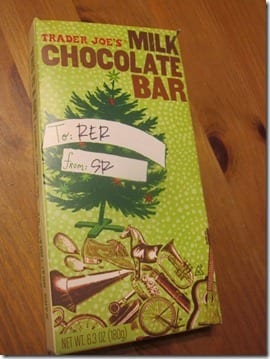 TRADER JOE'S MILK
CHOCOLATE
BAR
To: RER
from: SR
NET WT. 6.3 OZ (180g)